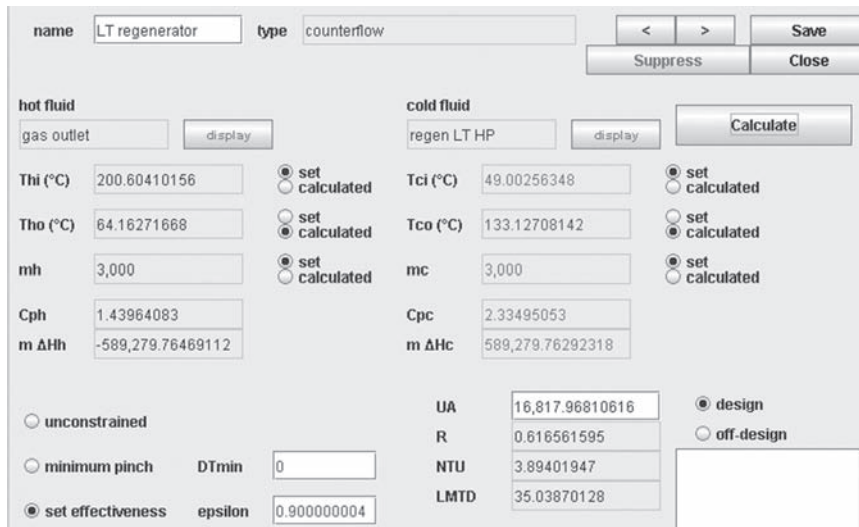 name LT regenerator type counterflow < > Save
Suppress Close
hot fluid cold fluid
gas outlet display regen LT HP display Calculate
Thi (°C) 200.60410156 set calculated Tci (°C) 49.00256348 set calculated
Tho (°C) 64.16271668 set calculated Tco (°C) 133.12708142 set calculated
mh 3,000 set calculated mc 3,000 set calculated
Cph 1.43964083 Cpc 2.33495053
m ΔHh -589,279.76469112 m ΔHc 589,279.76292318
UA 16,817.96810616 design
unconstrained R 0.616561595 off-design
minimum pinch DTmin 0 NTU 3.89401947
LMTD 35.03870128
set effectiveness epsilon 0.900000004